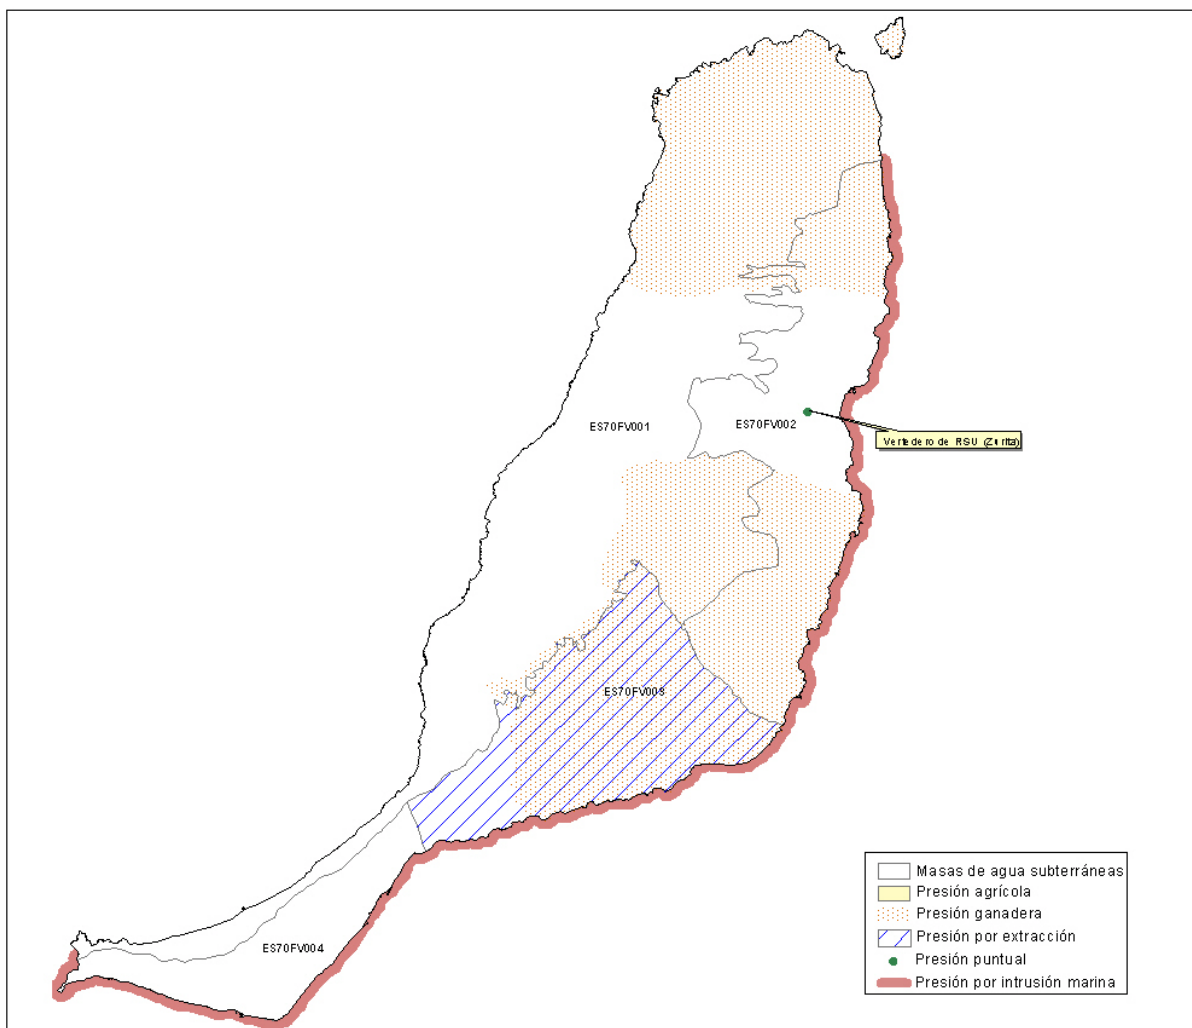 ES70FV001
ES70FV002
Vertedero de RSU (Zurita)
ES70FV003
ES70FV004
Masas de agua subterráneas
Presión agrícola
Presión ganadera
Presión por extracción
Presión puntual
Presión por intrusión marina